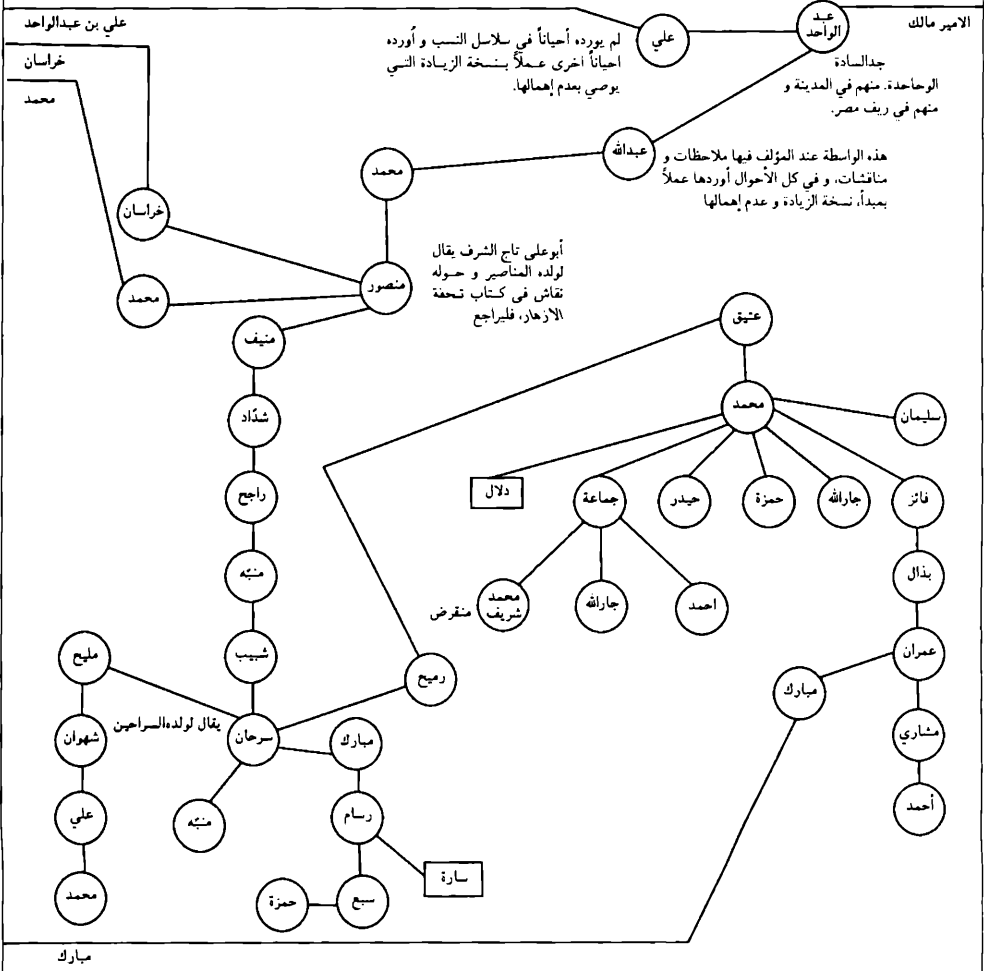 الامير مالك
عبد
الواحد
علي
علي بن عبدالواحد
خراسان
محمد
لم يورده أحياناً في سلاسل النسب و أورده
احياناً اخرى عملاً بنسخة الزيادة التي
يوصي بعدم إهمالها.
جدالسادة
الوحاحدة. منهم في المدينة و
منهم في ريف مصر.
عبدالله
هذه الواسطة عند المؤلف فيها ملاحظات و
مناقشات، و في كل الأحوال أوردها عملاً
بمبدأ، نسخة الزيادة و عدم إهمالها
محمد
خراسان
منصور
محمد
أبوعلى تاج الشرف يقال
لولده المناصير و حوله
نقاش فى كتاب تحفة
الازهار، فليراجع
منيف
عتيق
شدّاد
محمد
سليمان
راجح
دلال
جماعة
حيدر
حمزة
جارالله
فائز
منبّه
بذال
محمد
شريف
منقرض
جارالله
احمد
شبيب
مليح
رميح
عمران
مبارك
سرحان
يقال لولده السراحين
شهوان
مبارك
مشاري
منبّه
علي
رسام
أحمد
سارة
محمد
سبع
حمزة
مبارك